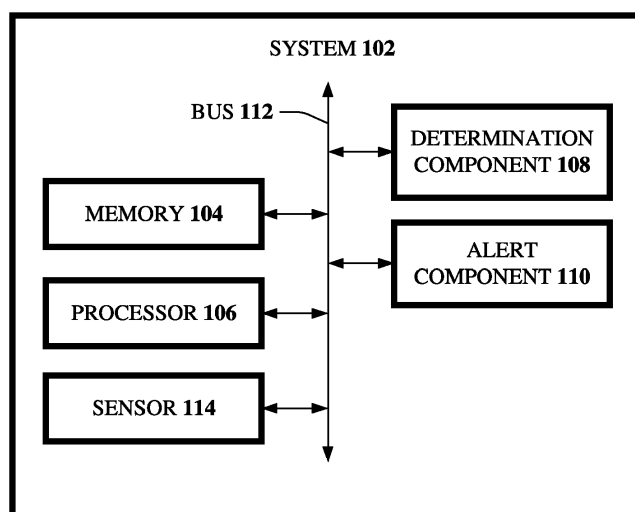 SYSTEM 102
BUS 112
DETERMINATION
COMPONENT 108
MEMORY 104
ALERT
COMPONENT 110
PROCESSOR 106
SENSOR 114